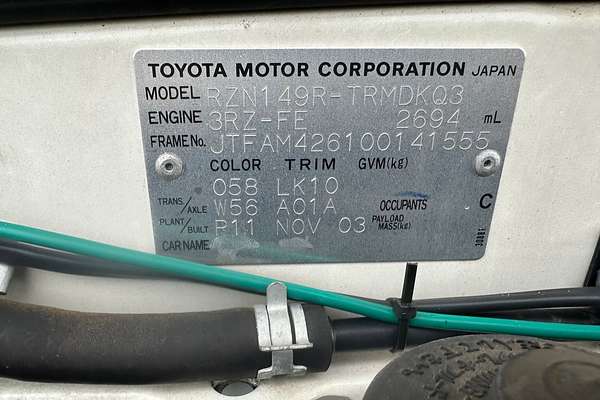 TOYOTA MOTOR CORPORATION JAPAN
MODEL RZN149R-TRMDKQ3
ENGINE 3RZ-FE 2694 mL
FRAME No. JTFAM426100141555
COLOR TRIM GVM(kg)
058 LK10
TRANS/AXLE W56 A01A OCCUPANTS C
PLANT/BUILT R11 NOV 03 PAYLOAD MASS(kg)
CAR NAME